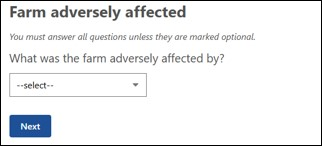 Farm adversely affected
You must answer all questions unless they are marked optional.
What was the farm adversely affected by?
--select--
Next